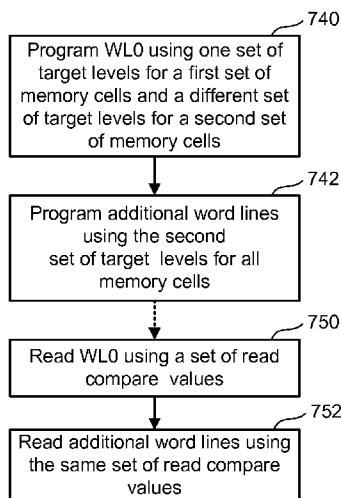 740
Program WL0 using one set of
target levels for a first set of
memory cells and a different set
of target levels for a second set
of memory cells
742
Program additional word lines
using the second
set of target levels for all
memory cells
750
Read WL0 using a set of read
compare values
752
Read additional word lines using
the same set of read compare
values